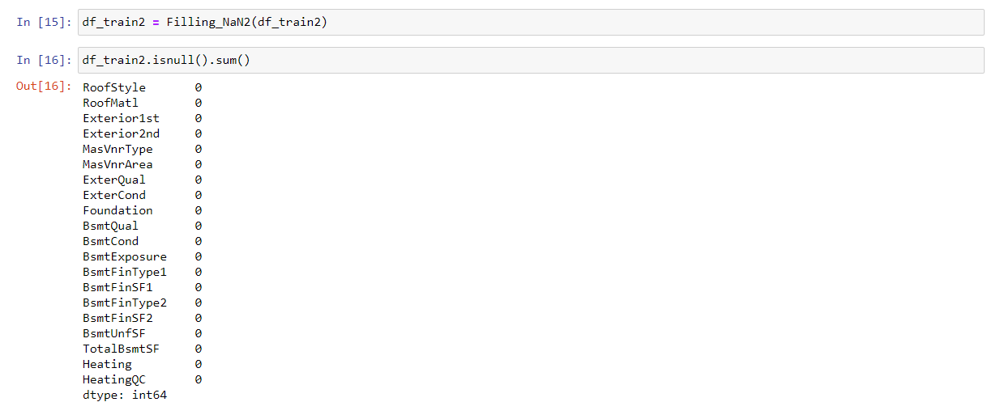 In [15]: df_train2 = Filling_NaN2(df_train2)
In [16]: df_train2.isnull().sum()
Out[16]: RoofStyle 0
RoofMatl 0
Exterior1st 0
Exterior2nd 0
MasVnrType 0
MasVnrArea 0
ExterQual 0
ExterCond 0
Foundation 0
BsmtQual 0
BsmtCond 0
BsmtExposure 0
BsmtFinType1 0
BsmtFinSF1 0
BsmtFinType2 0
BsmtFinSF2 0
BsmtUnfSF 0
TotalBsmtSF 0
Heating 0
HeatingQC 0
dtype: int64